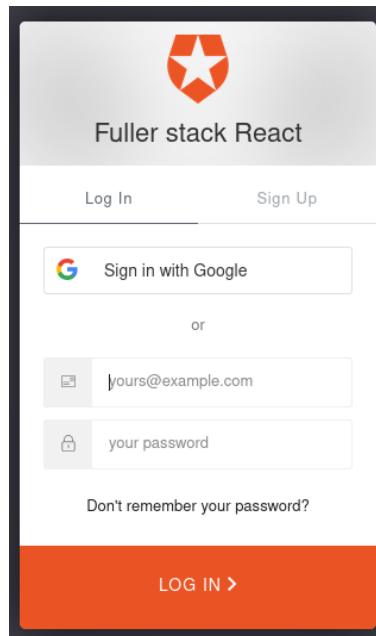 Fuller stack React
Log In
Sign Up
Sign in with Google
or
yours@example.com
your password
Don't remember your password?
LOG IN